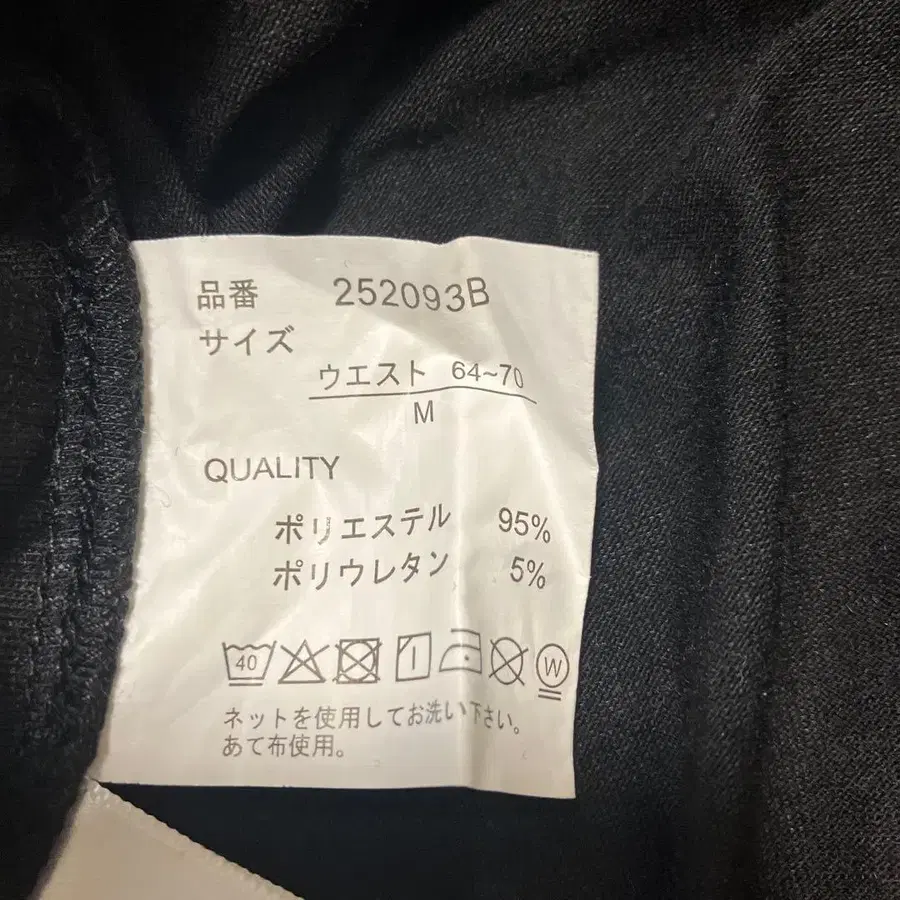 品番 252093B
サイズ
ウエスト 64~70
M
QUALITY
ポリエステル 95%
ポリウレタン 5%
40 W
ネットを使用してお洗い下さい。
あて布使用。